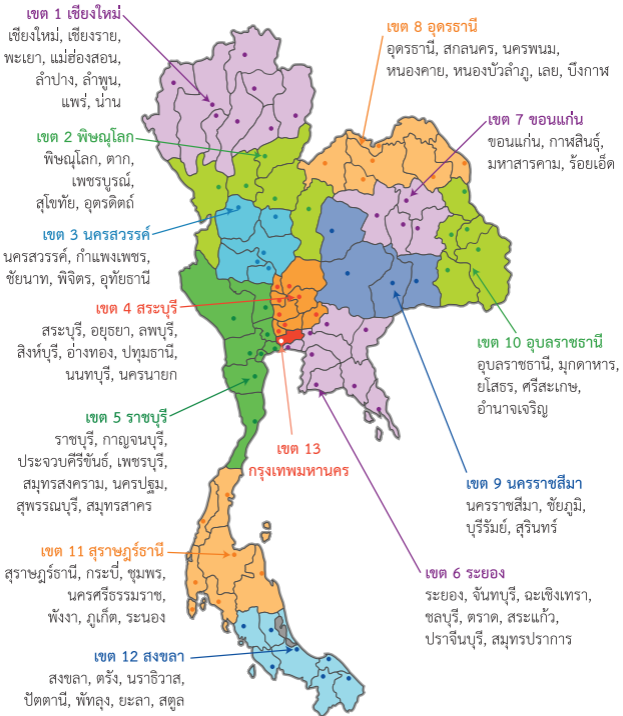 เขต 1 เชียงใหม่
เชียงใหม่, เชียงราย,
พะเยา, แม่ฮ่องสอน,
ลำปาง, ลำพูน,
แพร่, น่าน
เขต 2 พิษณุโลก
พิษณุโลก, ตาก,
เพชรบูรณ์,
สุโขทัย, อุตรดิตถ์
เขต 3 นครสวรรค์
นครสวรรค์, กำแพงเพชร,
ชัยนาท, พิจิตร, อุทัยธานี
เขต 4 สระบุรี
สระบุรี, อยุธยา, ลพบุรี,
สิงห์บุรี, อ่างทอง, ปทุมธานี,
นนทบุรี, นครนายก
เขต 5 ราชบุรี
ราชบุรี, กาญจนบุรี,
ประจวบคีรีขันธ์, เพชรบุรี,
สมุทรสงคราม, นครปฐม,
สุพรรณบุรี, สมุทรสาคร
เขต 11 สุราษฎร์ธานี
สุราษฎร์ธานี, กระบี่, ชุมพร,
นครศรีธรรมราช,
พังงา, ภูเก็ต, ระนอง
เขต 12 สงขลา
สงขลา, ตรัง, นราธิวาส,
ปัตตานี, พัทลุง, ยะลา, สตูล
เขต 8 อุดรธานี
อุดรธานี, สกลนคร, นครพนม,
หนองคาย, หนองบัวลำภู, เลย, บึงกาฬ
เขต 7 ขอนแก่น
ขอนแก่น, กาฬสินธุ์,
มหาสารคาม, ร้อยเอ็ด
เขต 10 อุบลราชธานี
อุบลราชธานี, มุกดาหาร,
ยโสธร, ศรีสะเกษ,
อำนาจเจริญ
เขต 13
กรุงเทพมหานคร
เขต 9 นครราชสีมา
นครราชสีมา, ชัยภูมิ,
บุรีรัมย์, สุรินทร์
เขต 6 ระยอง
ระยอง, จันทบุรี, ฉะเชิงเทรา,
ชลบุรี, ตราด, สระแก้ว,
ปราจีนบุรี, สมุทรปราการ